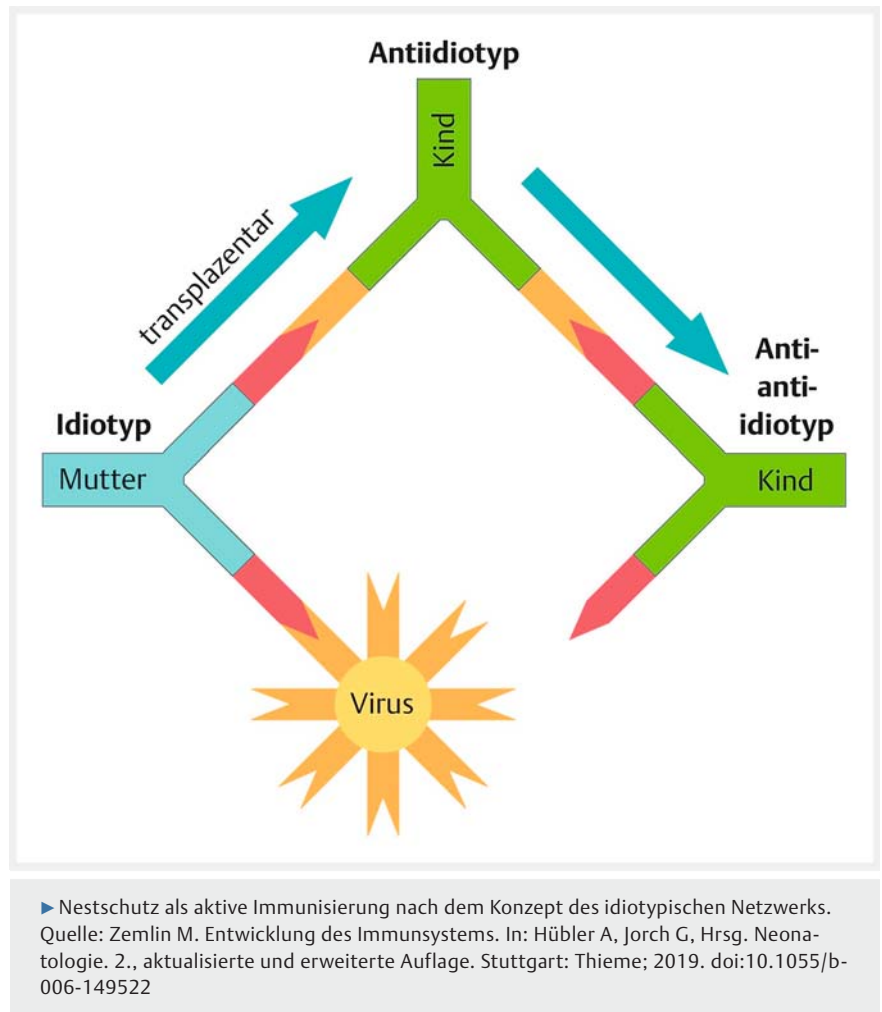 Antiidiotyp
Kind
transplazentar
Anti-
anti-
idiotyp
Idiotyp
Mutter
Kind
Virus
▶ Nestschutz als aktive Immunisierung nach dem Konzept des idiotypischen Netzwerks.
Quelle: Zemlin M. Entwicklung des Immunsystems. In: Hübler A, Jorch G, Hrsg. Neona-
tologie. 2., aktualisierte und erweiterte Auflage. Stuttgart: Thieme; 2019. doi:10.1055/b-
006-149522